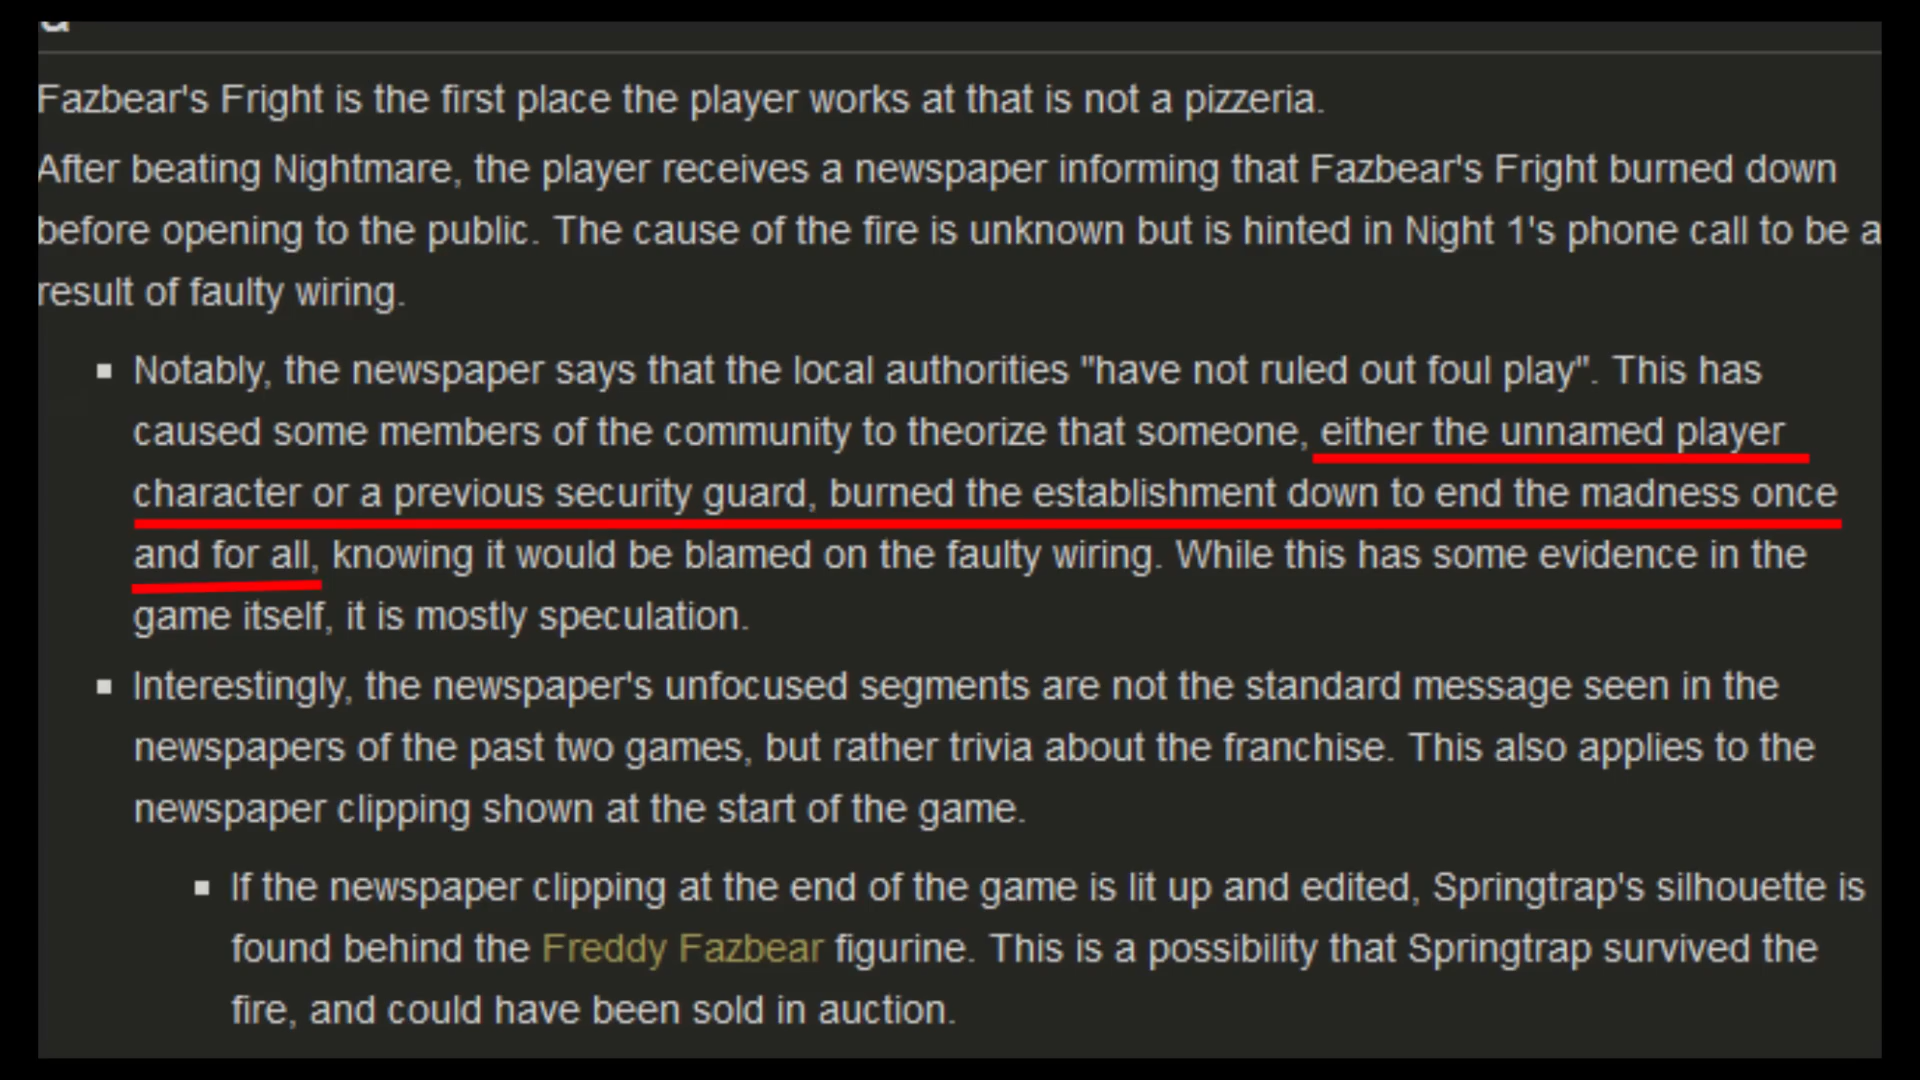 Fazbear's Fright is the first place the player works at that is not a pizzeria.
After beating Nightmare, the player receives a newspaper informing that Fazbear's Fright burned down
before opening to the public. The cause of the fire is unknown but is hinted in Night 1's phone call to be a
result of faulty wiring.
Notably, the newspaper says that the local authorities "have not ruled out foul play". This has
caused some members of the community to theorize that someone, either the unnamed player
character or a previous security guard, burned the establishment down to end the madness once
and for all, knowing it would be blamed on the faulty wiring. While this has some evidence in the
game itself, it is mostly speculation.
Interestingly, the newspaper's unfocused segments are not the standard message seen in the
newspapers of the past two games, but rather trivia about the franchise. This also applies to the
newspaper clipping shown at the start of the game.
If the newspaper clipping at the end of the game is lit up and edited, Springtrap's silhouette is
found behind the Freddy Fazbear figurine. This is a possibility that Springtrap survived the
fire, and could have been sold in auction.